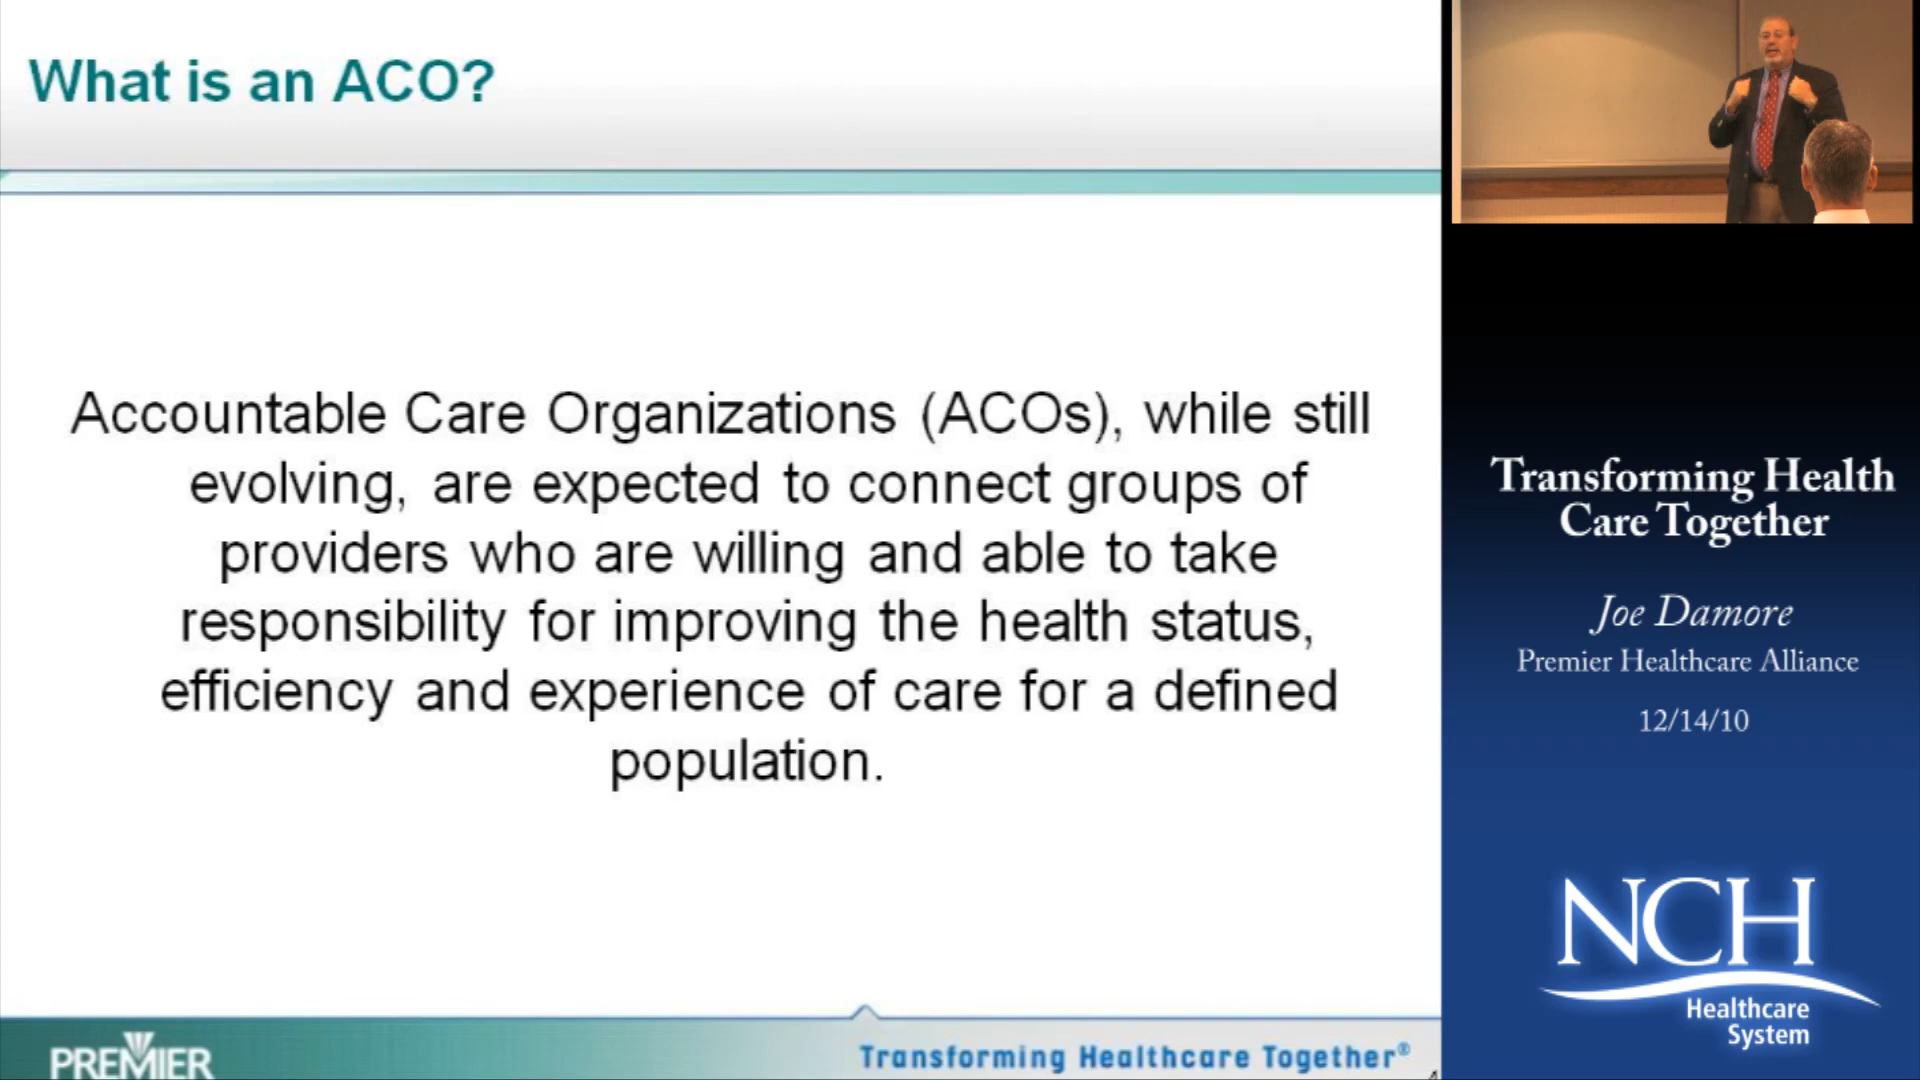 What is an ACO?
Accountable Care Organizations (ACOs), while still
evolving, are expected to connect groups of
providers who are willing and able to take
responsibility for improving the health status,
efficiency and experience of care for a defined
population.
PREMIER
Transforming Healthcare Together®
4
Transforming Health
Care Together
Joe Damore
Premier Healthcare Alliance
12/14/10
NCH
Healthcare
System